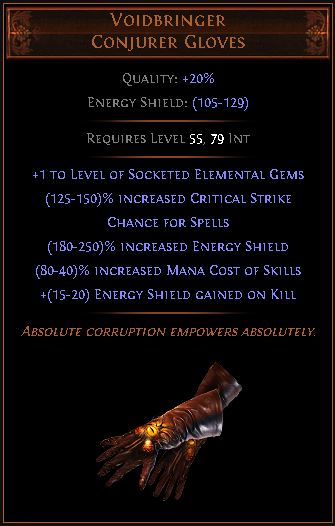 Voidbringer
Conjurer Gloves
Quality: +20%
Energy Shield: (105-129)
Requires Level 55, 79 Int
+1 to Level of Socketed Elemental Gems
(125-150)% increased Critical Strike
Chance for Spells
(180-250)% increased Energy Shield
(80-40)% increased Mana Cost of Skills
+(15-20) Energy Shield gained on Kill
Absolute corruption empowers absolutely.